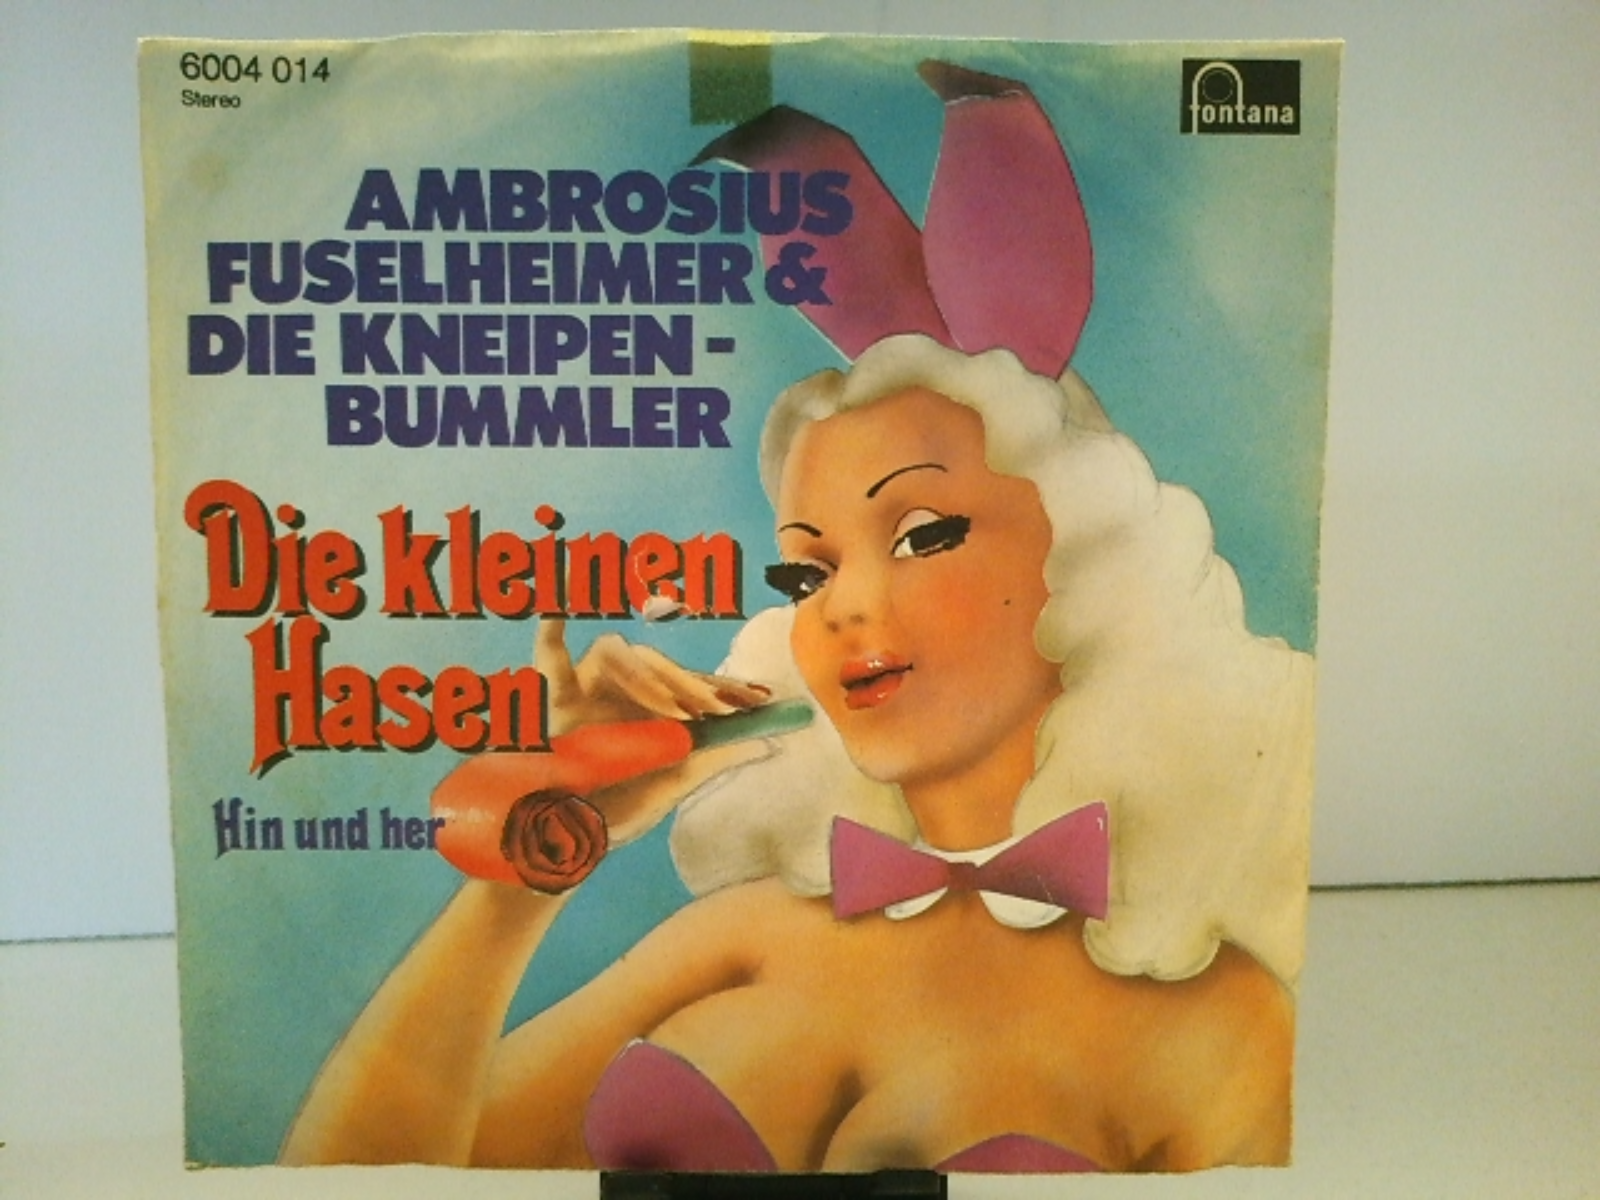 6004 014
Stereo
fontana
AMBROSIUS
FUSELHEIMER &
DIE KNEIPEN-
BUMMLER
Die kleinen
Hasen
Hin und her